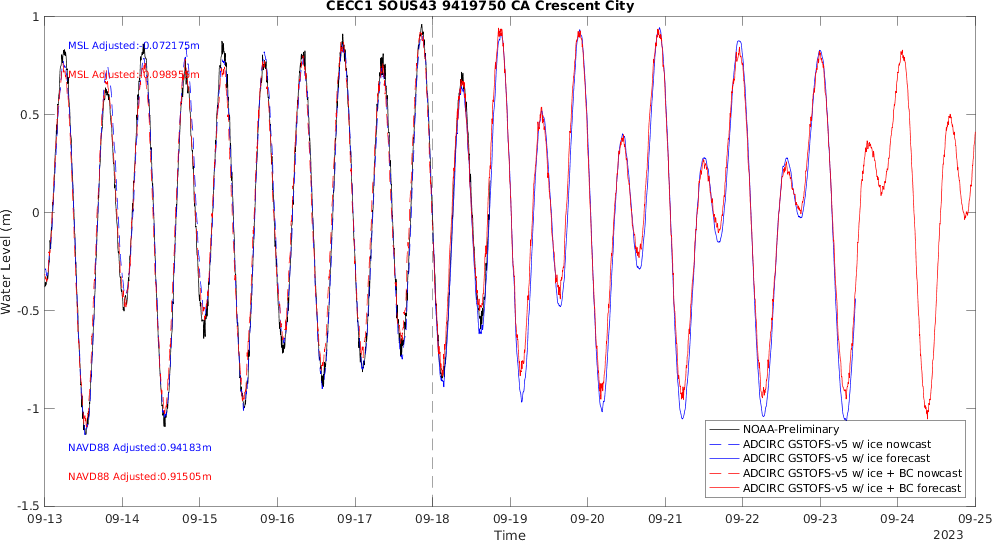 CECC1 SOUS43 9419750 CA Crescent City
MSL Adjusted:-0.072175m
MSL Adjusted:-0.09895m
Water Level (m)
1
0.5
0
-0.5
-1
-1.5
NAVD88 Adjusted:0.94183m
NAVD88 Adjusted:0.91505m
NOAA-Preliminary
ADCIRC GSTOFS-v5 w/ ice nowcast
ADCIRC GSTOFS-v5 w/ ice forecast
ADCIRC GSTOFS-v5 w/ ice + BC nowcast
ADCIRC GSTOFS-v5 w/ ice + BC forecast
09-13 09-14 09-15 09-16 09-17 09-18 09-19 09-20 09-21 09-22 09-23 09-24 09-25
Time
2023